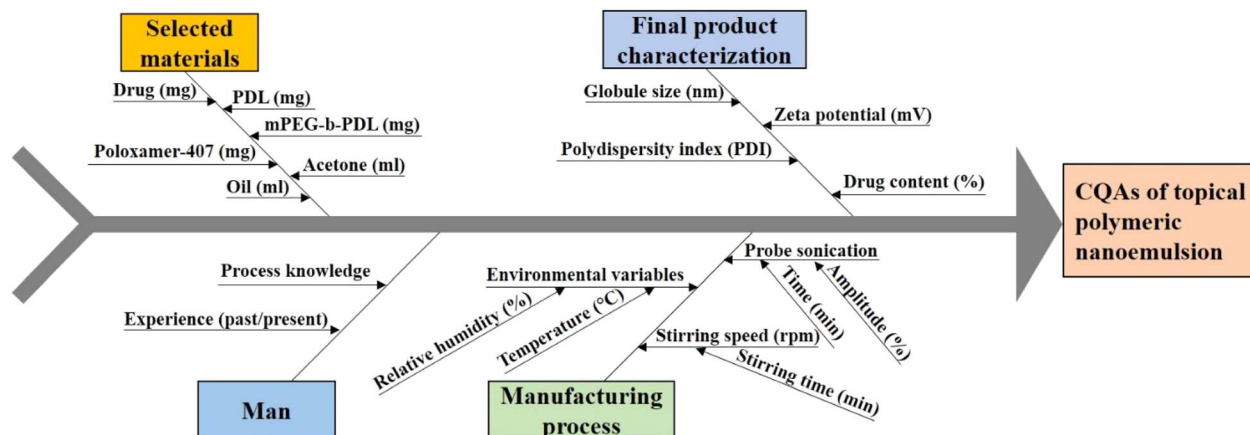 Selected
materials
Drug (mg)
PDL (mg)
mPEG-b-PDL (mg)
Poloxamer-407 (mg)
Acetone (ml)
Oil (ml)
Final product
characterization
Globule size (nm)
Zeta potential (mV)
Polydispersity index (PDI)
Drug content (%)
CQAs of topical
polymeric
nanoemulsion
Process knowledge
Experience (past/present)
Man
Environmental variables
Relative humidity (%)
Temperature (°C)
Probe sonication
Time (min)
Amplitude (%)
Stirring speed (rpm)
Stirring time (min)
Manufacturing
process